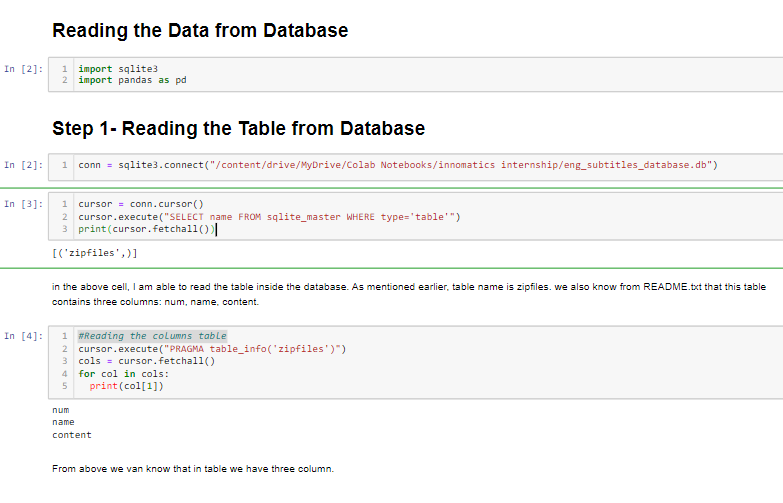 Reading the Data from Database
In [2]: 1 import sqlite3
2 import pandas as pd
Step 1- Reading the Table from Database
In [2]: 1 conn = sqlite3.connect("/content/drive/MyDrive/Colab Notebooks/innomatics internship/eng_subtitles_database.db")
In [3]: 1 cursor = conn.cursor()
2 cursor.execute("SELECT name FROM sqlite_master WHERE type='table'")
3 print(cursor.fetchall())
[('zipfiles',)]
in the above cell, I am able to read the table inside the database. As mentioned earlier, table name is zipfiles. we also know from README.txt that this table
contains three columns: num, name, content.
In [4]: 1 #Reading the columns table
2 cursor.execute("PRAGMA table_info('zipfiles')")
3 cols = cursor.fetchall()
4 for col in cols:
5 print(col[1])
num
name
content
From above we van know that in table we have three column.